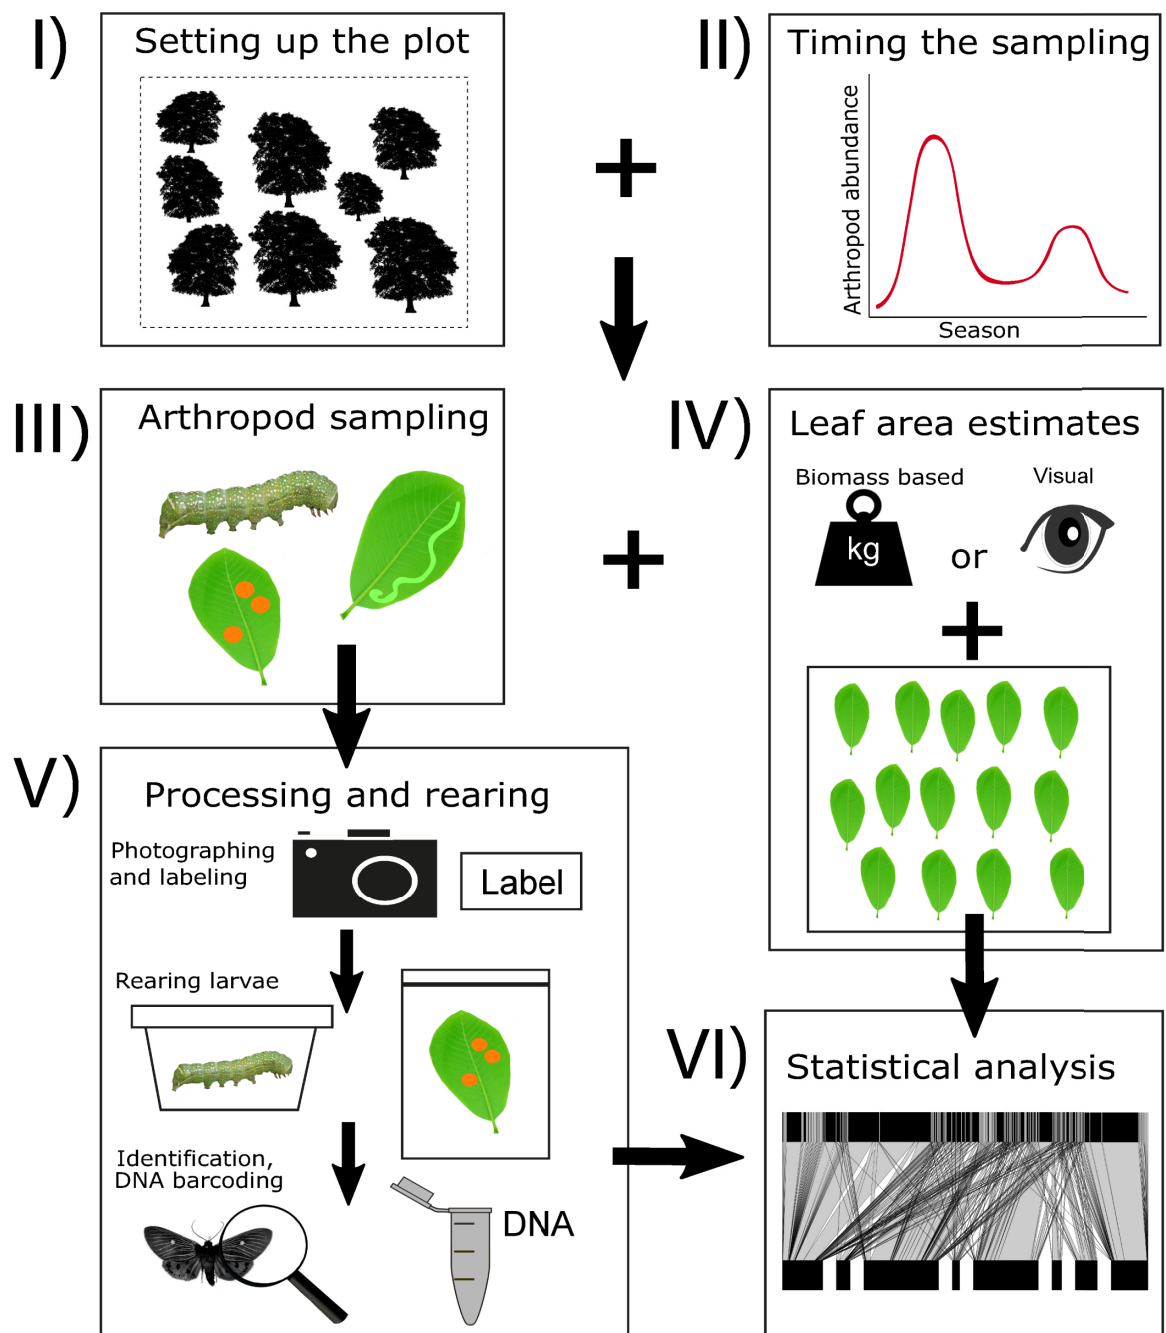 I)
Setting up the plot
II)
Timing the sampling
Arthropod abundance
Season
III)
Arthropod sampling
IV)
Leaf area estimates
Biomass based
Visual
kg
or
V)
Processing and rearing
Photographing
and labeling
Label
Rearing larvae
Identification,
DNA barcoding
DNA
VI)
Statistical analysis